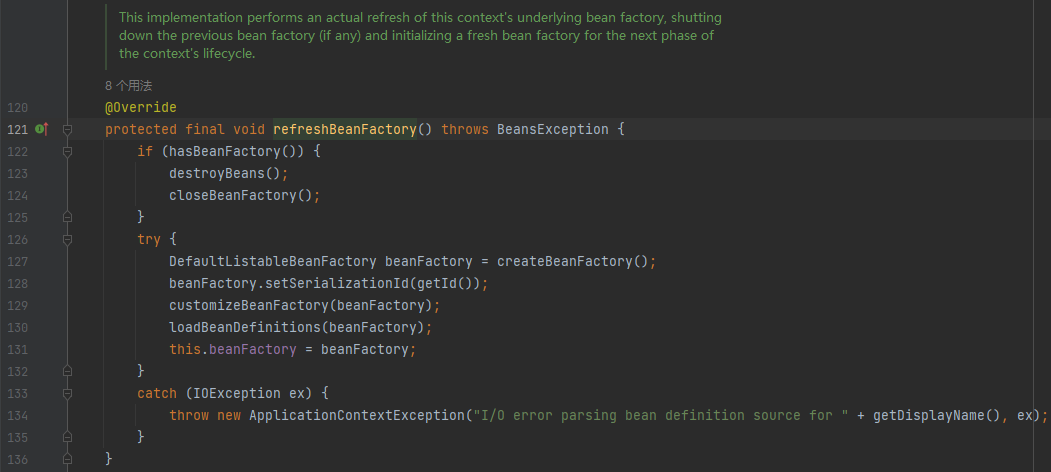 This implementation performs an actual refresh of this context's underlying bean factory, shutting
down the previous bean factory (if any) and initializing a fresh bean factory for the next phase of
the context's lifecycle.
8 个用法
120 @Override
121 protected final void refreshBeanFactory() throws BeansException {
122 if (hasBeanFactory()) {
123 destroyBeans();
124 closeBeanFactory();
125 }
126 try {
127 DefaultListableBeanFactory beanFactory = createBeanFactory();
128 beanFactory.setSerializationId(getId());
129 customizeBeanFactory(beanFactory);
130 loadBeanDefinitions(beanFactory);
131 this.beanFactory = beanFactory;
132 }
133 catch (IOException ex) {
134 throw new ApplicationContextException("I/O error parsing bean definition source for " + getDisplayName(), ex);
135 }
136 }